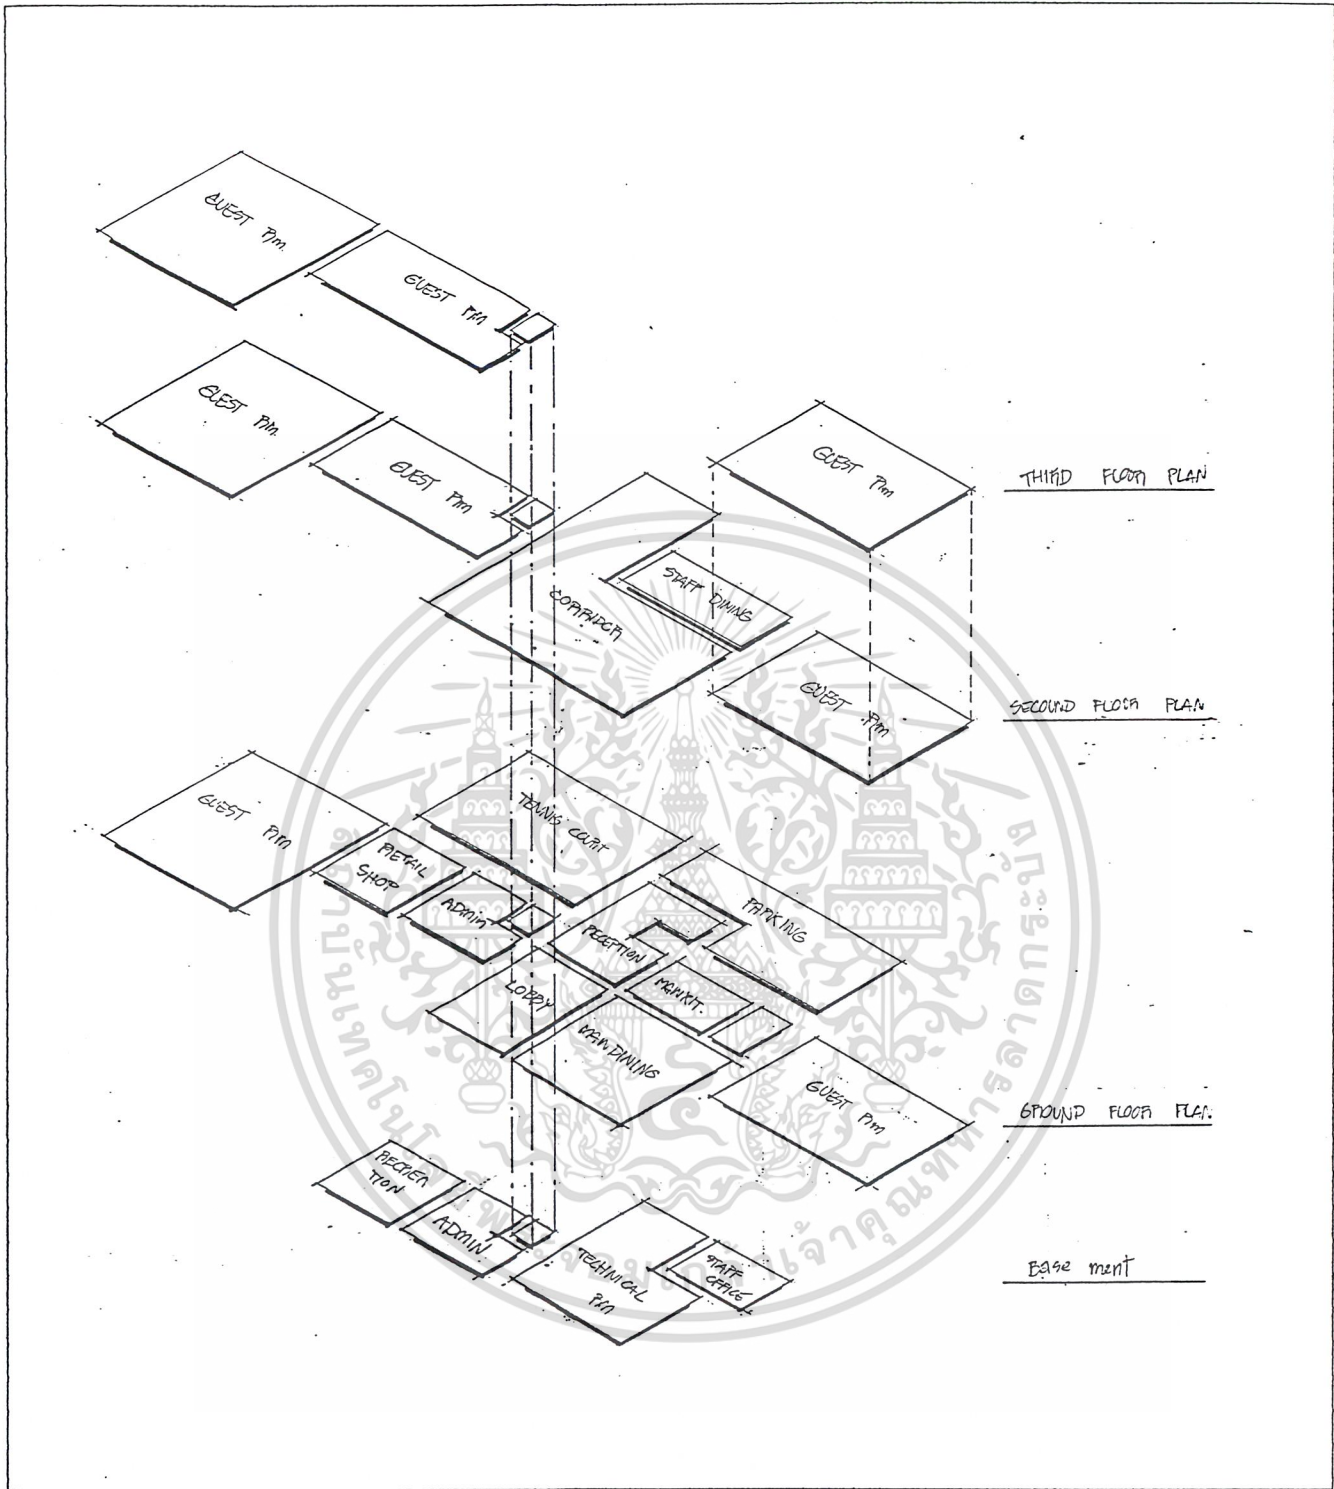 GUEST Rm.
GUEST Rm
GUEST Rm.
GUEST Rm
GUEST Rm
THIRD FLOOR PLAN
STAFF DINING
CORRIDOR
GUEST Rm
SECOUND FLOOR PLAN
GUEST Rm
TENNIS COURT
RETAIL
SHOP
ADMIN
PARKING
RECEPTION
LOBBY
MAIN KIT.
MAIN DINING
GUEST Rm
GROUND FLOOR PLAN
RECREA
TION
ADMIN
TECHNICAL
Rm
STAFF
OFFICE
Base ment